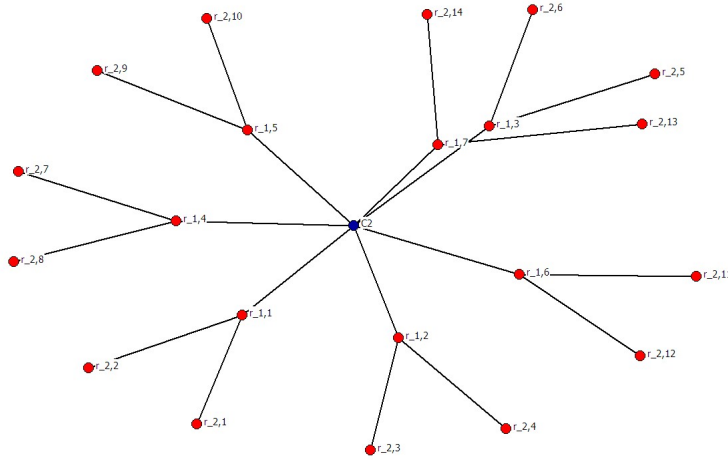 r_2,6
r_2,14
r_2,10
r_2,9
r_2,5
r_2,13
r_1,3
r_1,5
r_1,7
r_2,7
r_1,4
C2
r_2,8
r_1,6
r_2,11
r_1,1
r_1,2
r_2,12
r_2,2
r_2,1
r_2,4
r_2,3